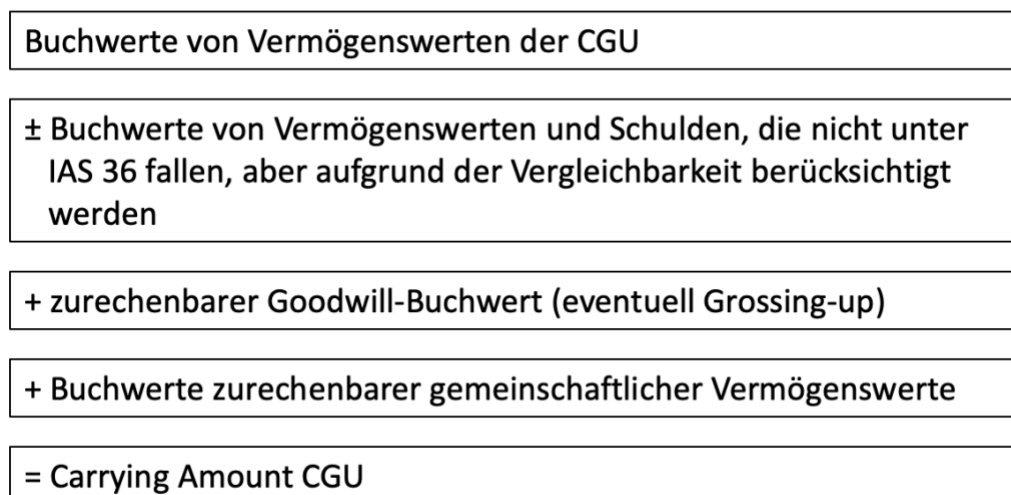 Buchwerte von Vermögenswerten der CGU
± Buchwerte von Vermögenswerten und Schulden, die nicht unter
IAS 36 fallen, aber aufgrund der Vergleichbarkeit berücksichtigt
werden
+ zurechenbarer Goodwill-Buchwert (eventuell Grossing-up)
+ Buchwerte zurechenbarer gemeinschaftlicher Vermögenswerte
= Carrying Amount CGU